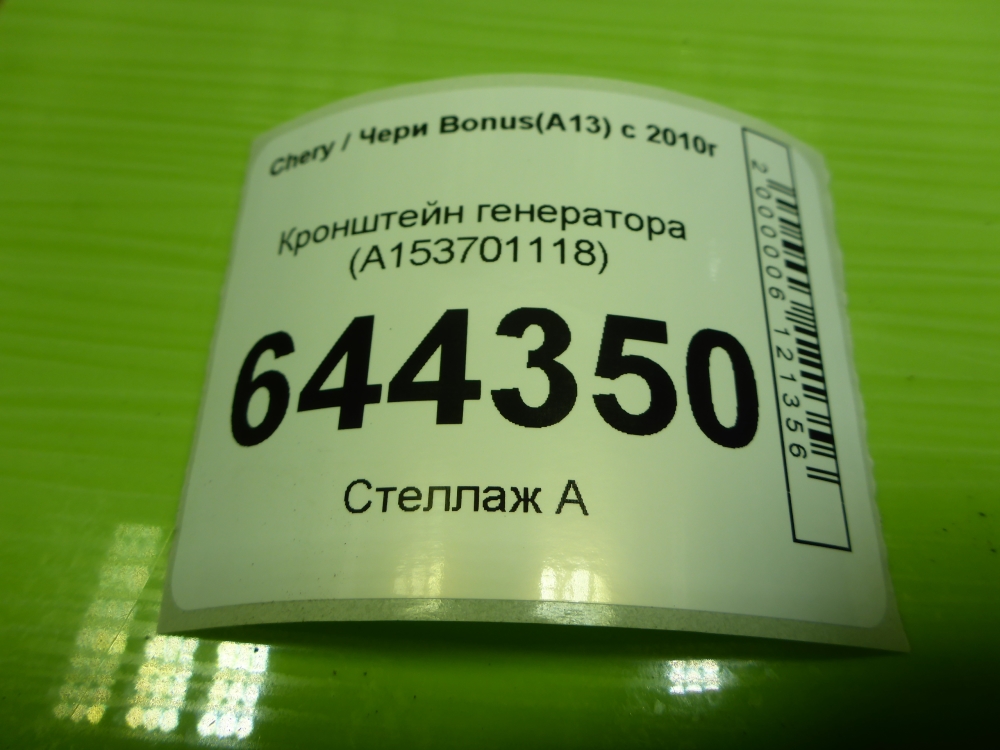 Chery / Чери Bonus(A13) с 2010г
Кронштейн генератора
(A153701118)
644350
Стеллаж А
2000006121356